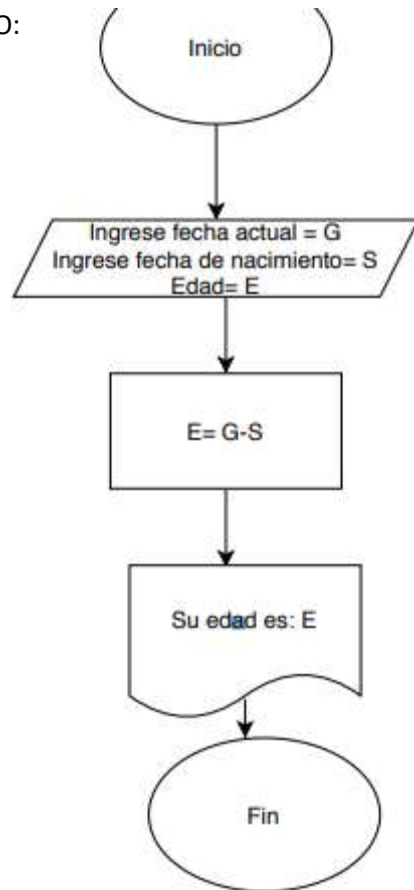 O:
Inicio
Ingrese fecha actual = G
Ingrese fecha de nacimiento= S
Edad= E
E= G-S
Su edad es: E
Fin